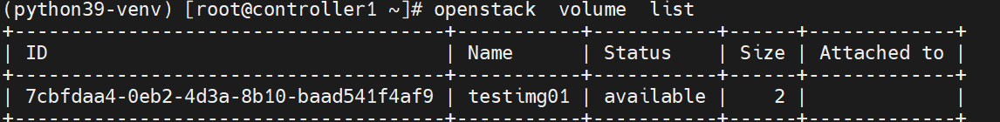 (python39-venv) [root@controller1 ~]# openstack  volume  list
+--------------------------------------+-----------+-----------+------+-------------+
| ID                                   | Name      | Status    | Size | Attached to |
+--------------------------------------+-----------+-----------+------+-------------+
| 7cbfdaa4-0eb2-4d3a-8b10-baad541f4af9 | testimg01 | available |    2 |             |
+--------------------------------------+-----------+-----------+------+-------------+